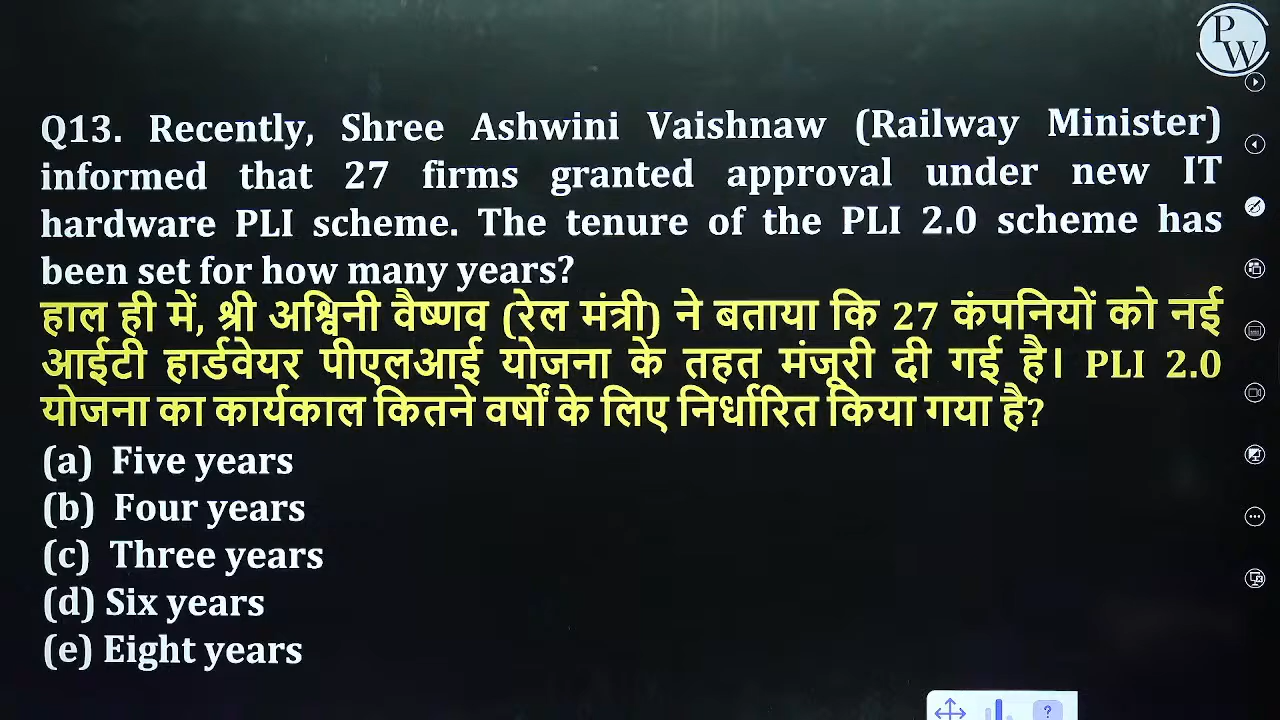 PW
Q13. Recently, Shree Ashwini Vaishnaw (Railway Minister)
informed that 27 firms granted approval under new IT
hardware PLI scheme. The tenure of the PLI 2.0 scheme has
been set for how many years?
हाल ही में, श्री अश्विनी वैष्णव (रेल मंत्री) ने बताया कि 27 कंपनियों को नई
आईटी हार्डवेयर पीएलआई योजना के तहत मंजूरी दी गई है। PLI 2.0
योजना का कार्यकाल कितने वर्षों के लिए निर्धारित किया गया है?
(a) Five years
(b) Four years
(c) Three years
(d) Six years
(e) Eight years
?